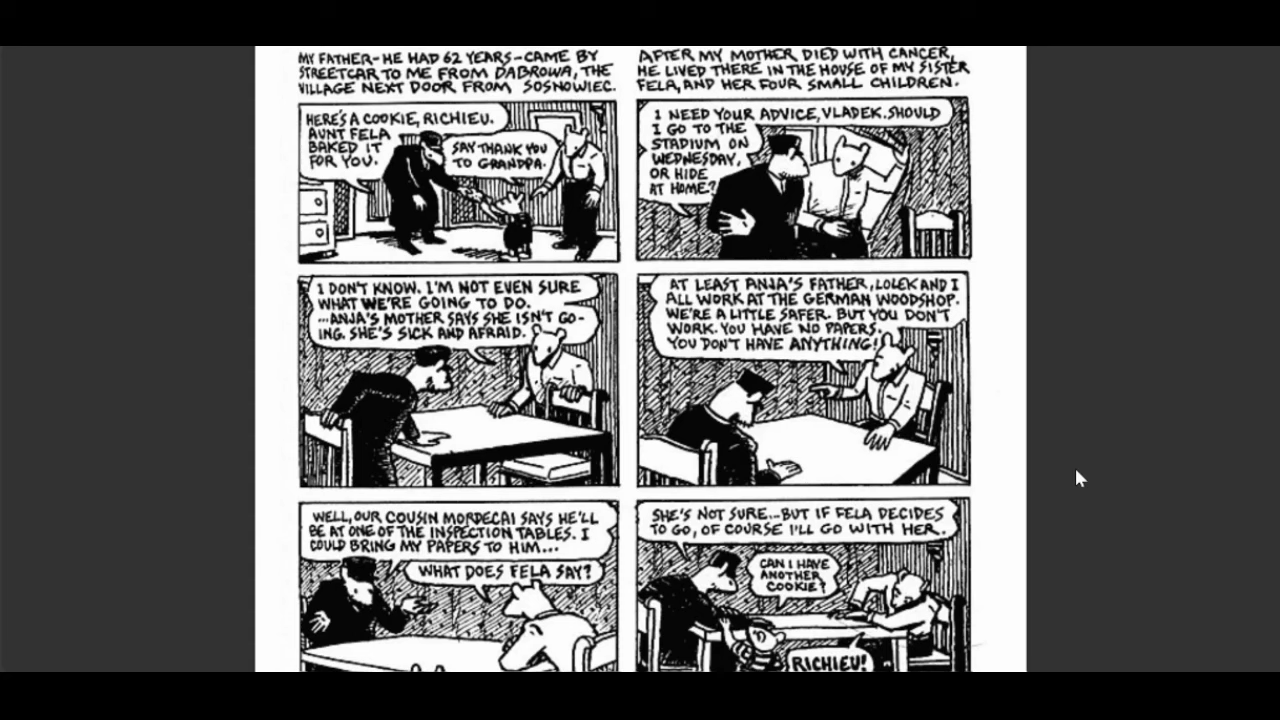 MY FATHER-HE HAD 62 YEARS-CAME BY
STREETCAR TO ME FROM DABROWA, THE
VILLAGE NEXT DOOR FROM SOSNOWIEC.
AFTER MY MOTHER DIED WITH CANCER,
HE LIVED THERE IN THE HOUSE OF MY SISTER
FELA, AND HER FOUR SMALL CHILDREN.
HERE'S A COOKIE, RICHIEU.
AUNT FELA
BAKED IT
FOR YOU.
SAY THANK YOU
TO GRANDPA.
I NEED YOUR ADVICE, VLADEK. SHOULD
I GO TO THE
STADIUM ON
WEDNESDAY,
OR HIDE
AT HOME?
I DON'T KNOW. I'M NOT EVEN SURE
WHAT WE'RE GOING TO DO.
...ANJA'S MOTHER SAYS SHE ISN'T GO-
ING. SHE'S SICK AND AFRAID.
AT LEAST ANJA'S FATHER, LOLEK AND I
ALL WORK AT THE GERMAN WOODSHOP.
WE'RE A LITTLE SAFER. BUT YOU DON'T
WORK. YOU HAVE NO PAPERS.
YOU DON'T HAVE ANYTHING!
WELL, OUR COUSIN MORDECAI SAYS HE'LL
BE AT ONE OF THE INSPECTION TABLES. I
COULD BRING MY PAPERS TO HIM...
WHAT DOES FELA SAY?
SHE'S NOT SURE...BUT IF FELA DECIDES
TO GO, OF COURSE I'LL GO WITH HER.
CAN I HAVE
ANOTHER
COOKIE?
RICHIEU!